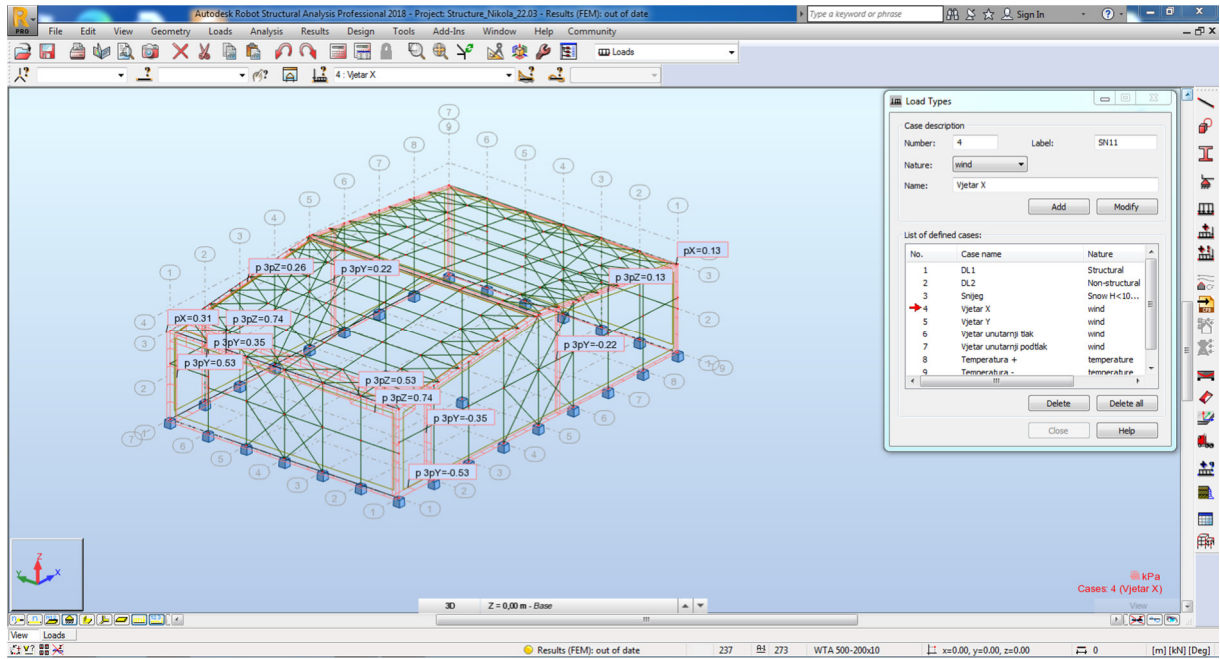 Autodesk Robot Structural Analysis Professional 2018 - Project: Structure_Nikola_22.03 - Results (FEM): out of date
Type a keyword or phrase
Sign In
PRO
File Edit View Geometry Loads Analysis Results Design Tools Add-Ins Window Help Community
Loads
4 : Vjetar X
Load Types
Case description
Number: 4 Label: SN11
Nature: wind
Name: Vjetar X
Add Modify
List of defined cases:
No. Case name Nature
1 DL1 Structural
2 DL2 Non-structural
3 Snijeg Snow H<10...
4 Vjetar X wind
5 Vjetar Y wind
6 Vjetar unutarnji tlak wind
7 Vjetar unutarnji podtlak wind
8 Temperatura + temperature
9 Temperatura - temperature
Delete Delete all
Close Help
pX=0.13
p 3pZ=0.26
p 3pY=0.22
p 3pZ=0.13
pX=0.31
p 3pZ=0.74
p 3pY=0.35
p 3pY=-0.22
p 3pY=0.53
p 3pZ=0.53
p 3pZ=0.74
p 3pY=-0.35
p 3pY=-0.53
Z
Y X
kPa
Cases: 4 (Vjetar X)
3D Z = 0,00 m - Base
View
View Loads
Results (FEM): out of date 237 273 WTA 500-200x10 x=0.00, y=0.00, z=0.00 0 [m] [kN] [Deg]